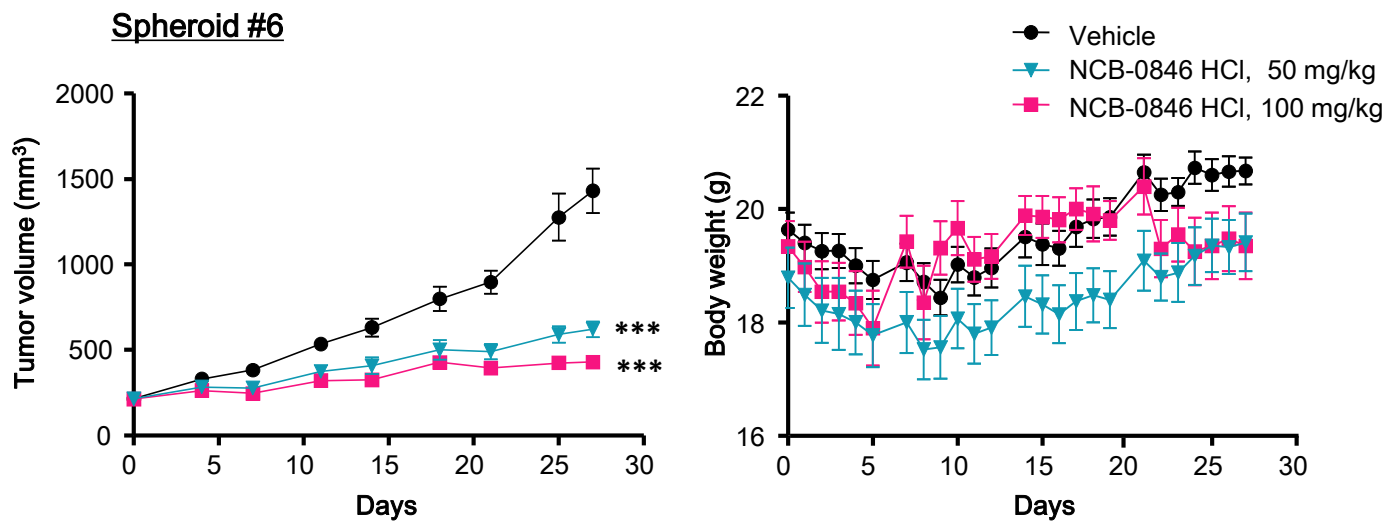 Spheroid #6
Tumor volume (mm³)
2000
1500
1000
500
0
0 5 10 15 20 25 30
Days
***
***
Vehicle
NCB-0846 HCl, 50 mg/kg
NCB-0846 HCl, 100 mg/kg
Body weight (g)
22
20
18
16
0 5 10 15 20 25 30
Days